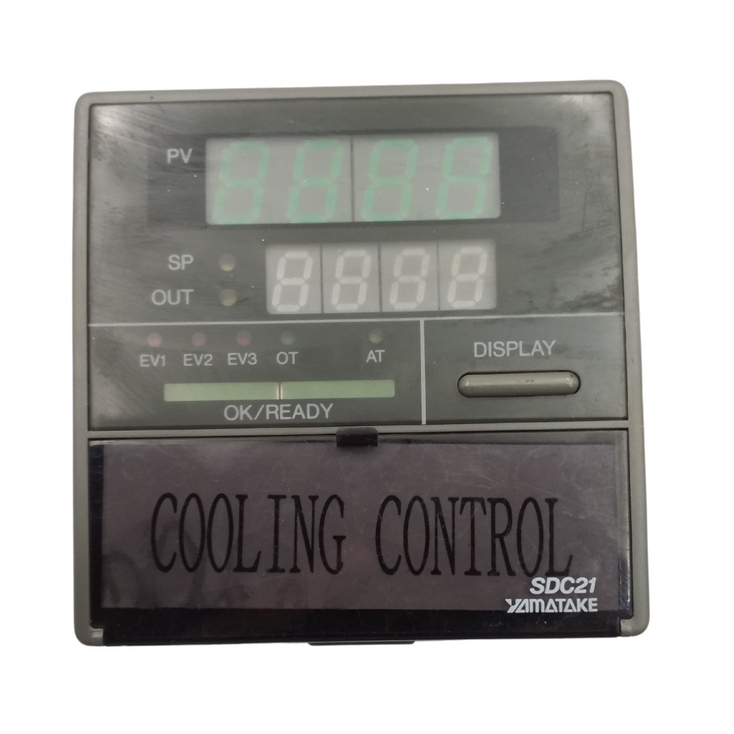 PV
SP
OUT
EV1 EV2 EV3 OT AT
OK/READY
DISPLAY
COOLING CONTROL
SDC21
YAMATAKE